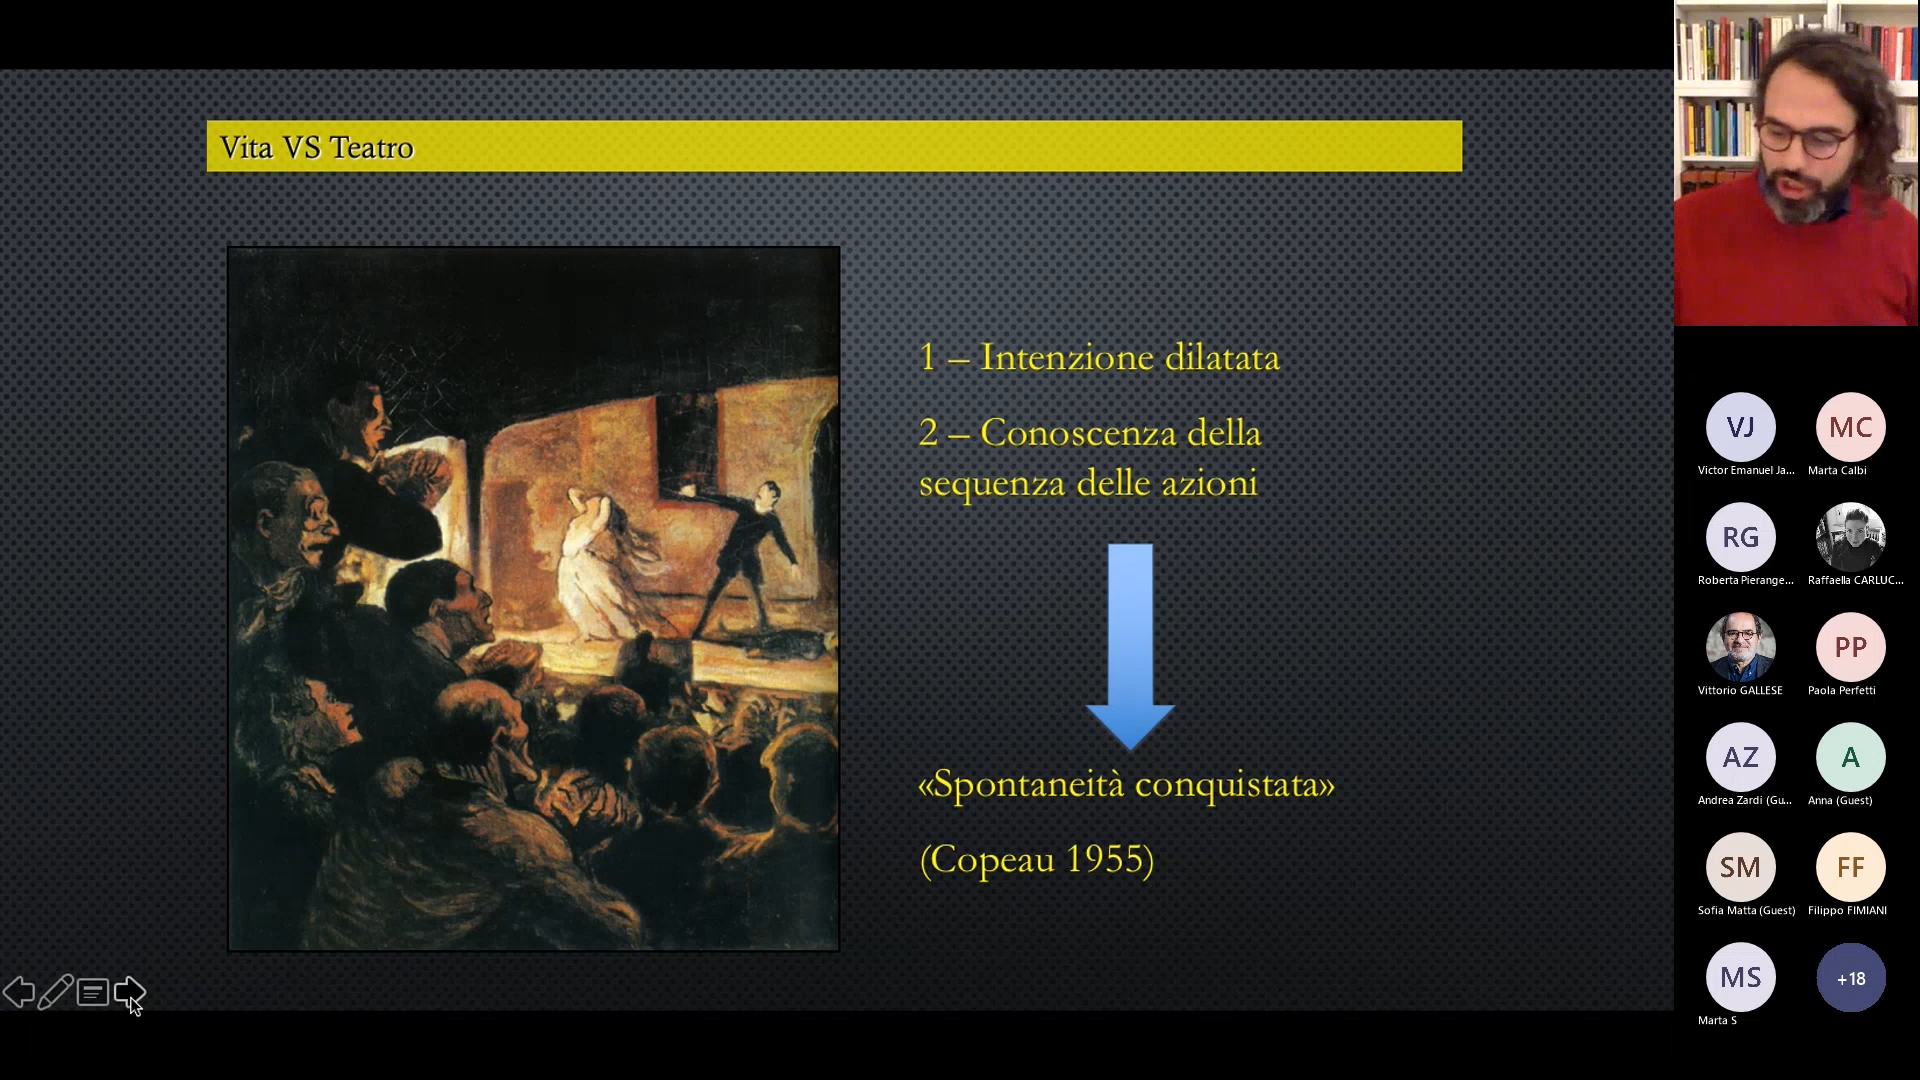 Vita VS Teatro
1 – Intenzione dilatata
2 – Conoscenza della
sequenza delle azioni
«Spontaneità conquistata»
(Copeau 1955)
VJ
MC
Victor Emanuel Ja...
Marta Calbi
RG
Roberta Pierange...
Raffaella CARLUC...
PP
Vittorio GALLESE
Paola Perfetti
AZ
A
Andrea Zardi (Gu...
Anna (Guest)
SM
FF
Sofia Matta (Guest)
Filippo FIMIANI
MS
+18
Marta S